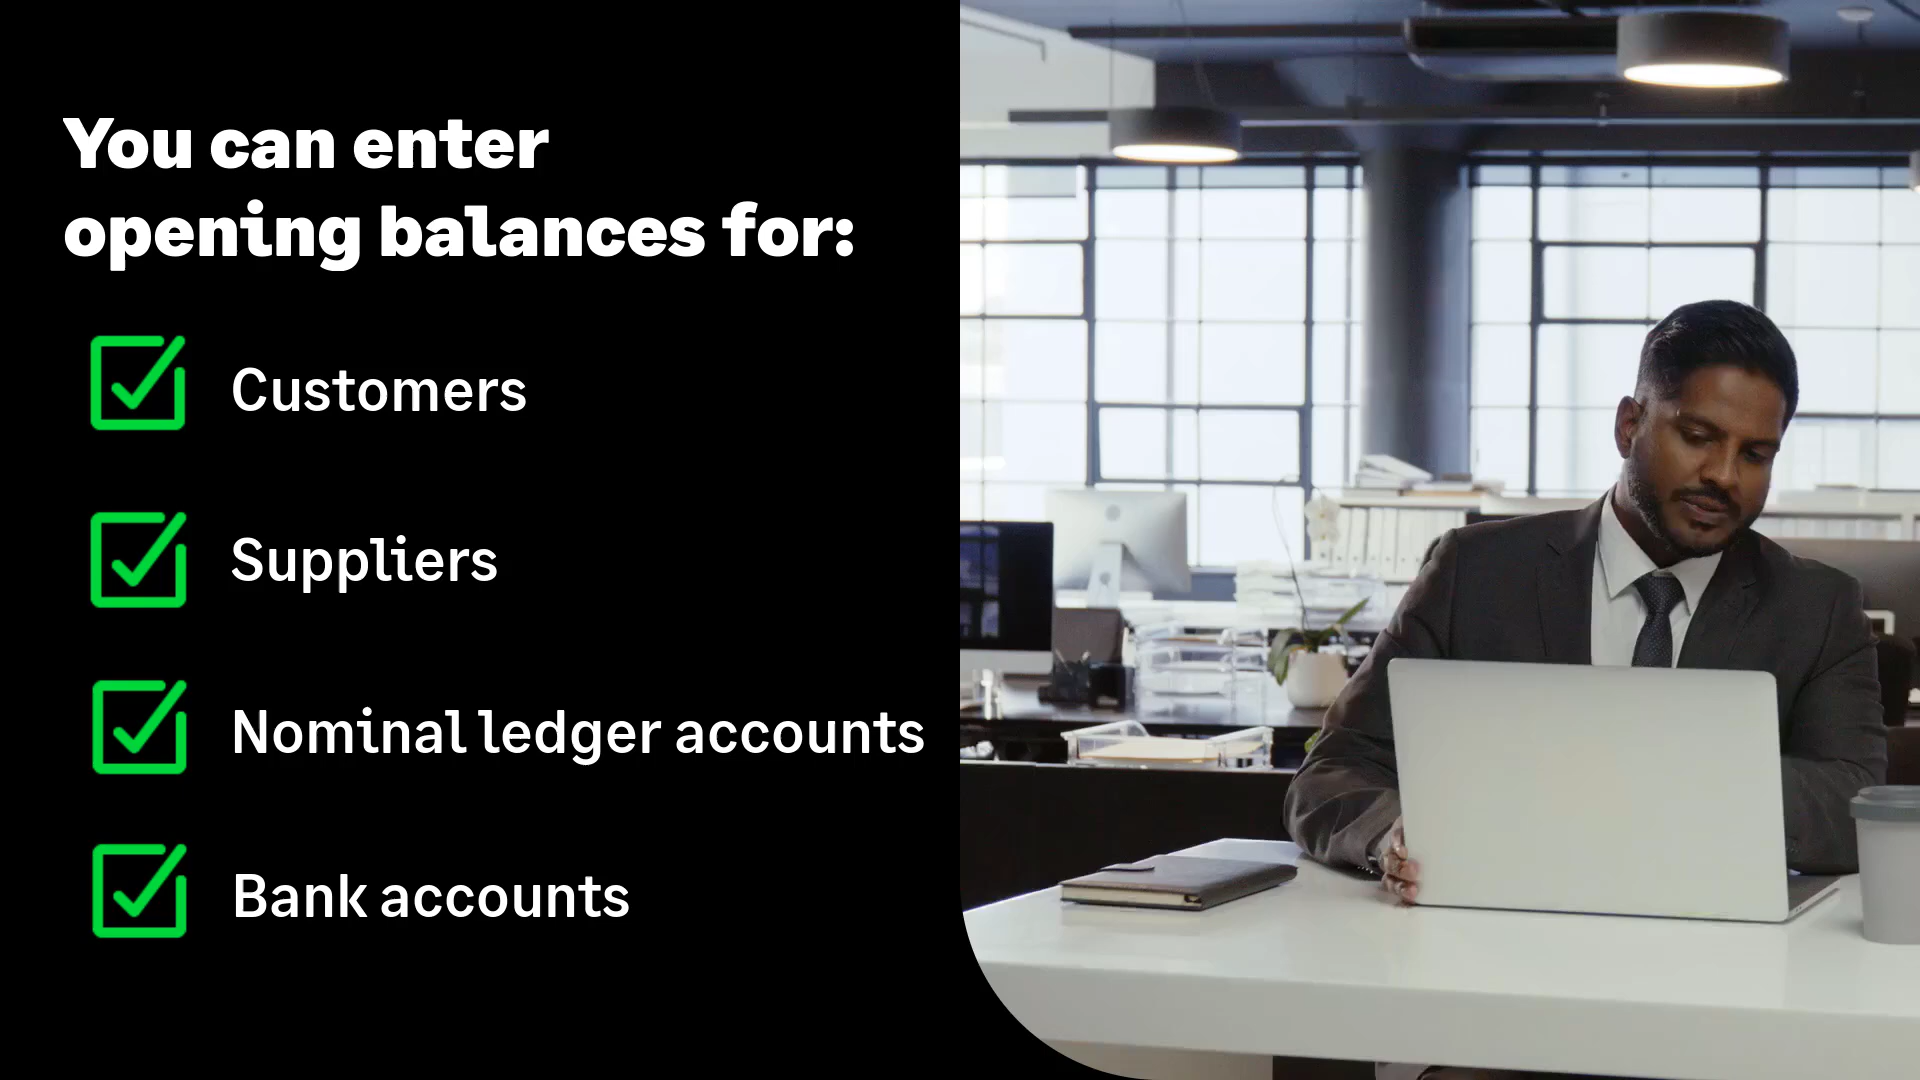 You can enter
opening balances for:
Customers
Suppliers
Nominal ledger accounts
Bank accounts